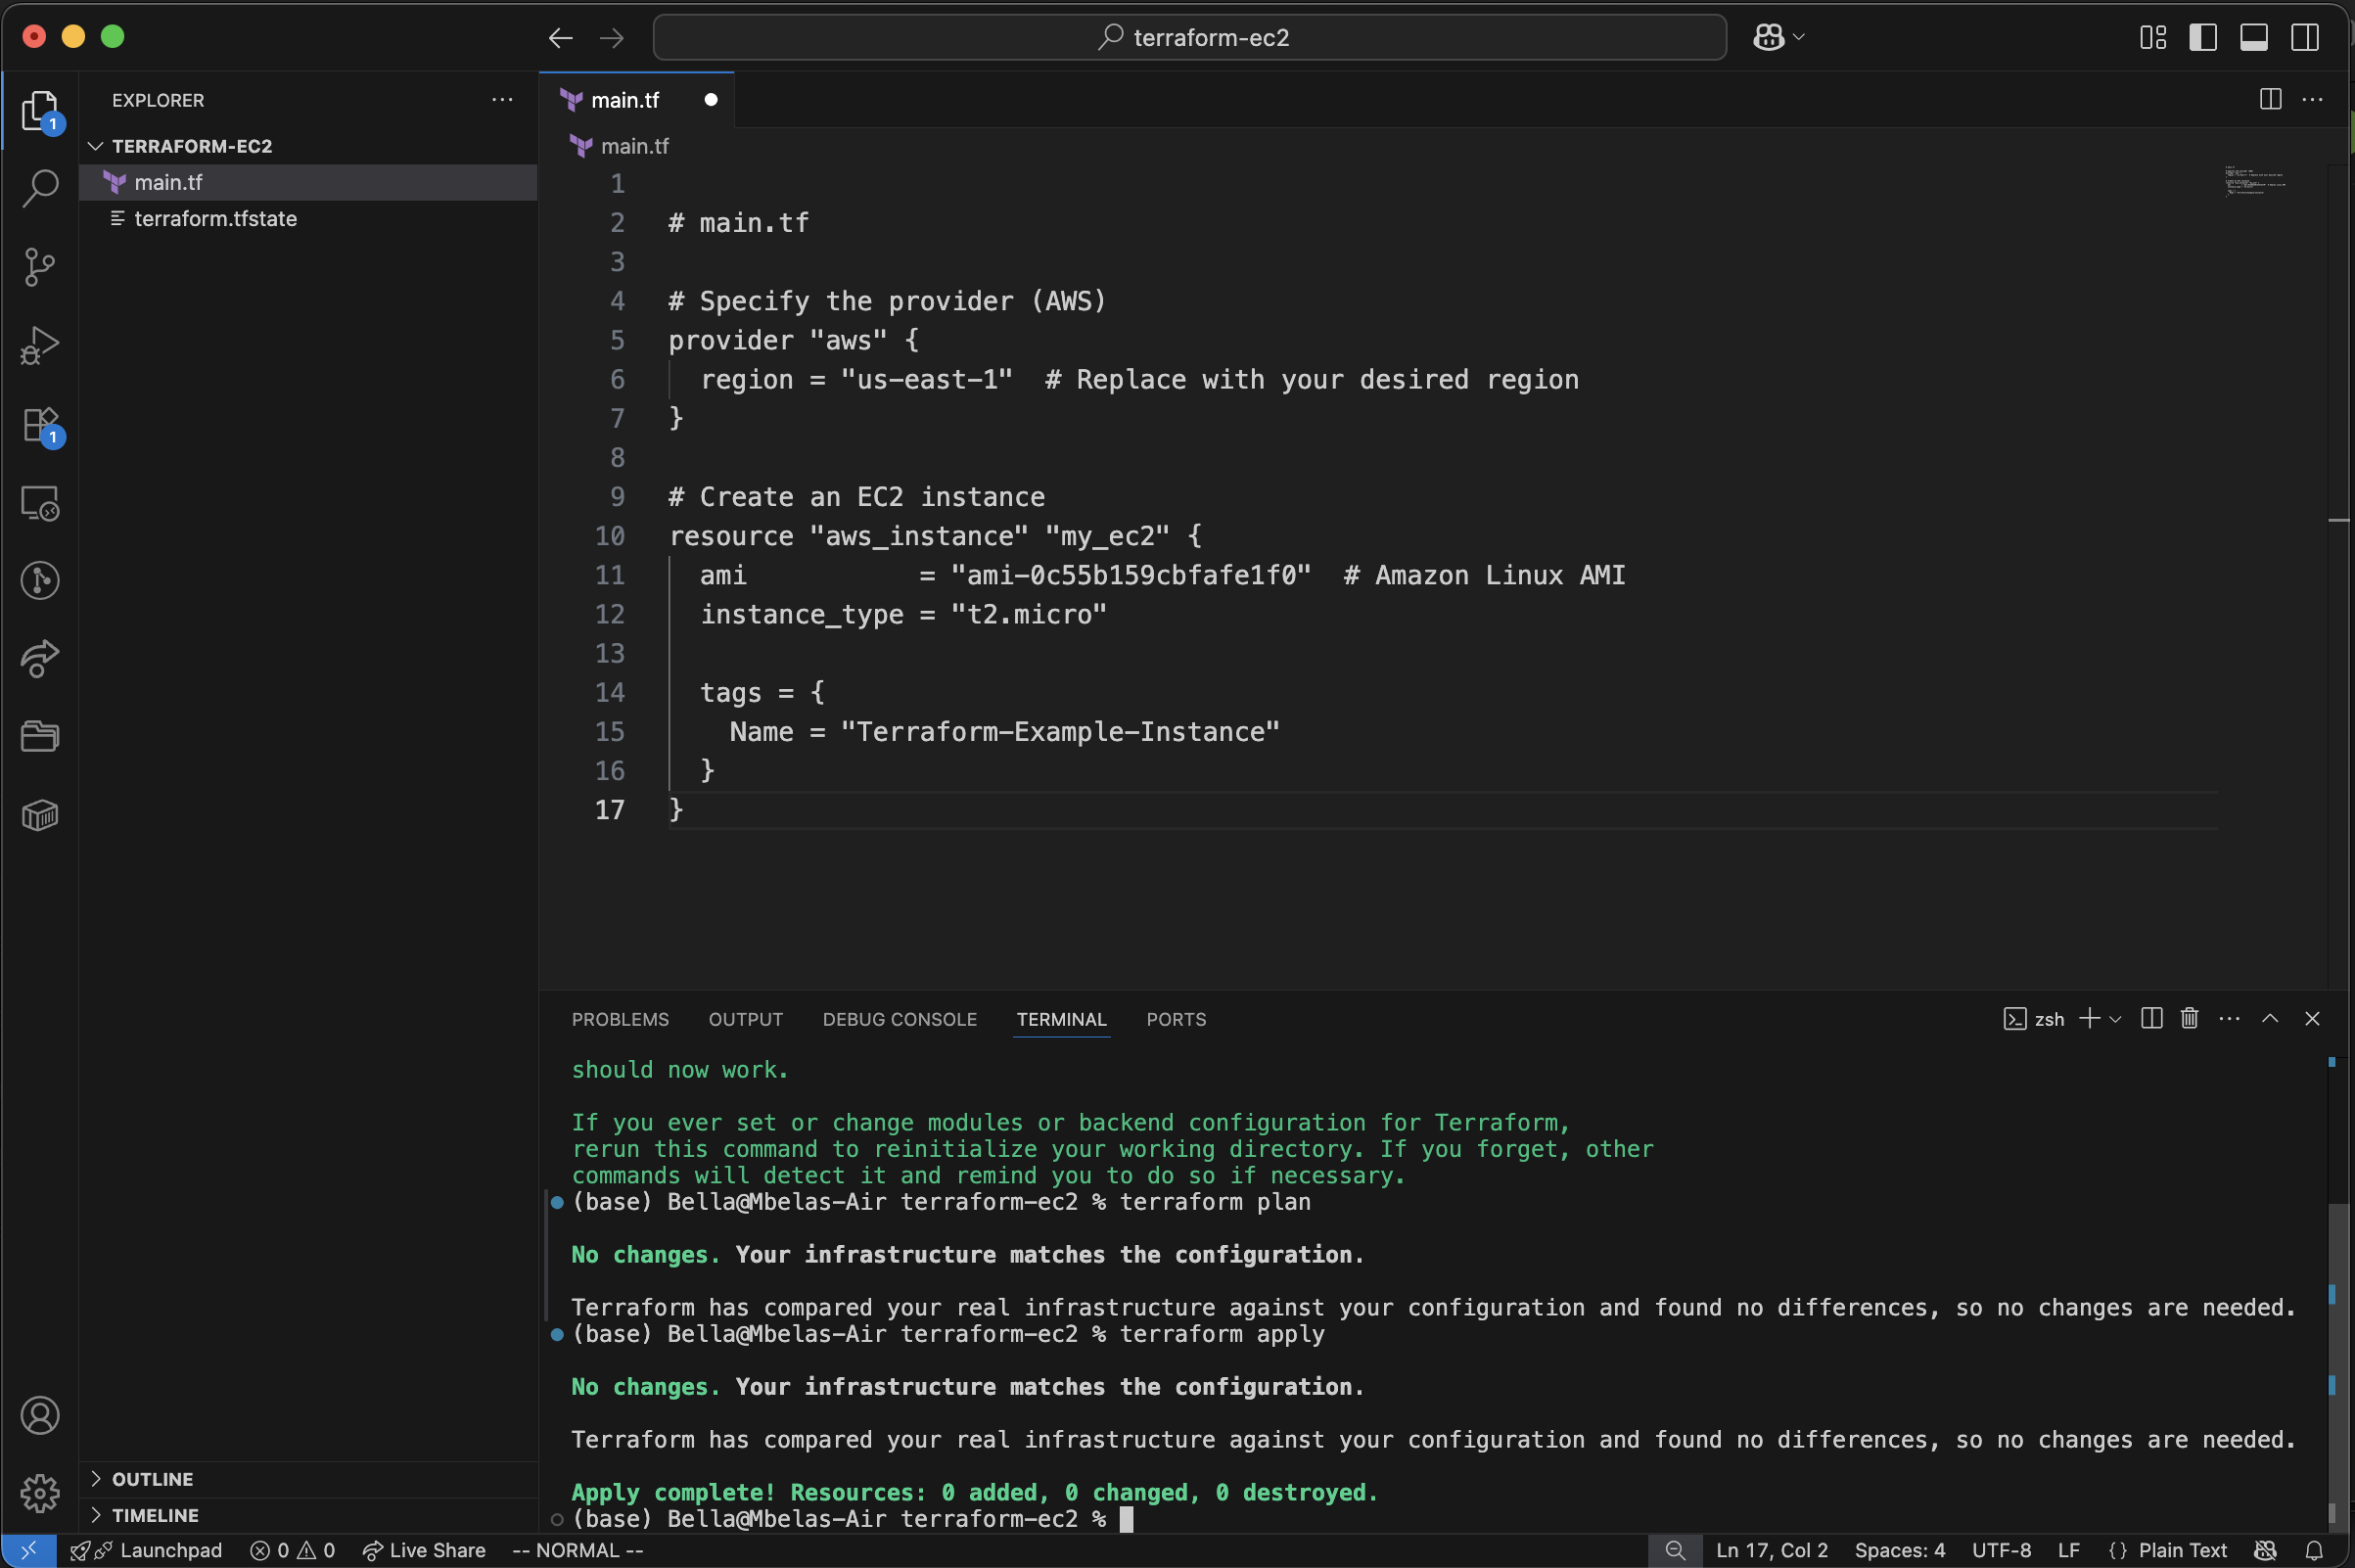 terraform-ec2
EXPLORER
TERRAFORM-EC2
main.tf
terraform.tfstate
OUTLINE
TIMELINE
1
1
main.tf
main.tf
1
2 # main.tf
3
4 # Specify the provider (AWS)
5 provider "aws" {
6 region = "us-east-1" # Replace with your desired region
7 }
8
9 # Create an EC2 instance
10 resource "aws_instance" "my_ec2" {
11 ami = "ami-0c55b159cbfafe1f0" # Amazon Linux AMI
12 instance_type = "t2.micro"
13
14 tags = {
15 Name = "Terraform-Example-Instance"
16 }
17 }
PROBLEMS OUTPUT DEBUG CONSOLE TERMINAL PORTS zsh
should now work.
If you ever set or change modules or backend configuration for Terraform,
rerun this command to reinitialize your working directory. If you forget, other
commands will detect it and remind you to do so if necessary.
(base) Bella@Mbelas-Air terraform-ec2 % terraform plan
No changes. Your infrastructure matches the configuration.
Terraform has compared your real infrastructure against your configuration and found no differences, so no changes are needed.
(base) Bella@Mbelas-Air terraform-ec2 % terraform apply
No changes. Your infrastructure matches the configuration.
Terraform has compared your real infrastructure against your configuration and found no differences, so no changes are needed.
Apply complete! Resources: 0 added, 0 changed, 0 destroyed.
(base) Bella@Mbelas-Air terraform-ec2 %
Launchpad 0 0 Live Share -- NORMAL -- Ln 17, Col 2 Spaces: 4 UTF-8 LF {} Plain Text